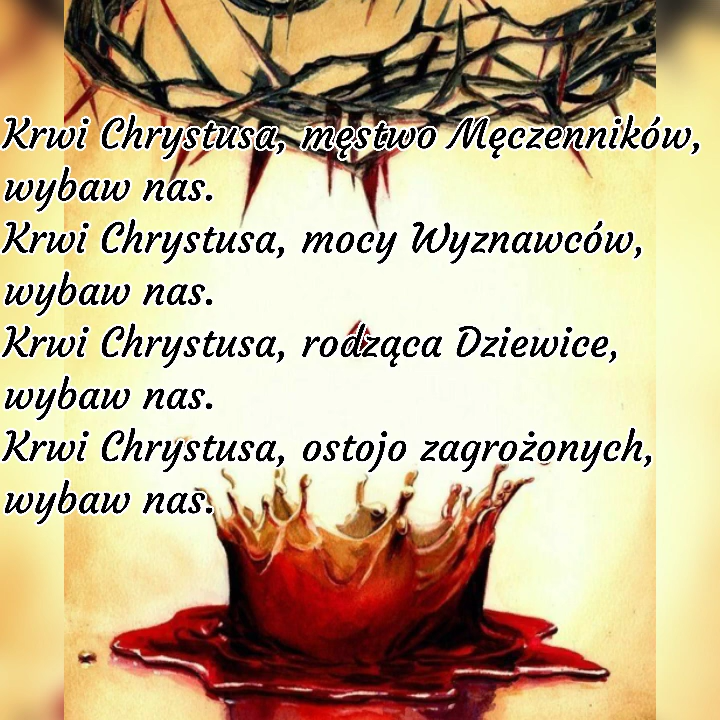 Krwi Chrystusa, męstwo Męczenników,
wybaw nas.
Krwi Chrystusa, mocy Wyznawców,
wybaw nas.
Krwi Chrystusa, rodząca Dziewice,
wybaw nas.
Krwi Chrystusa, ostojo zagrożonych,
wybaw nas.